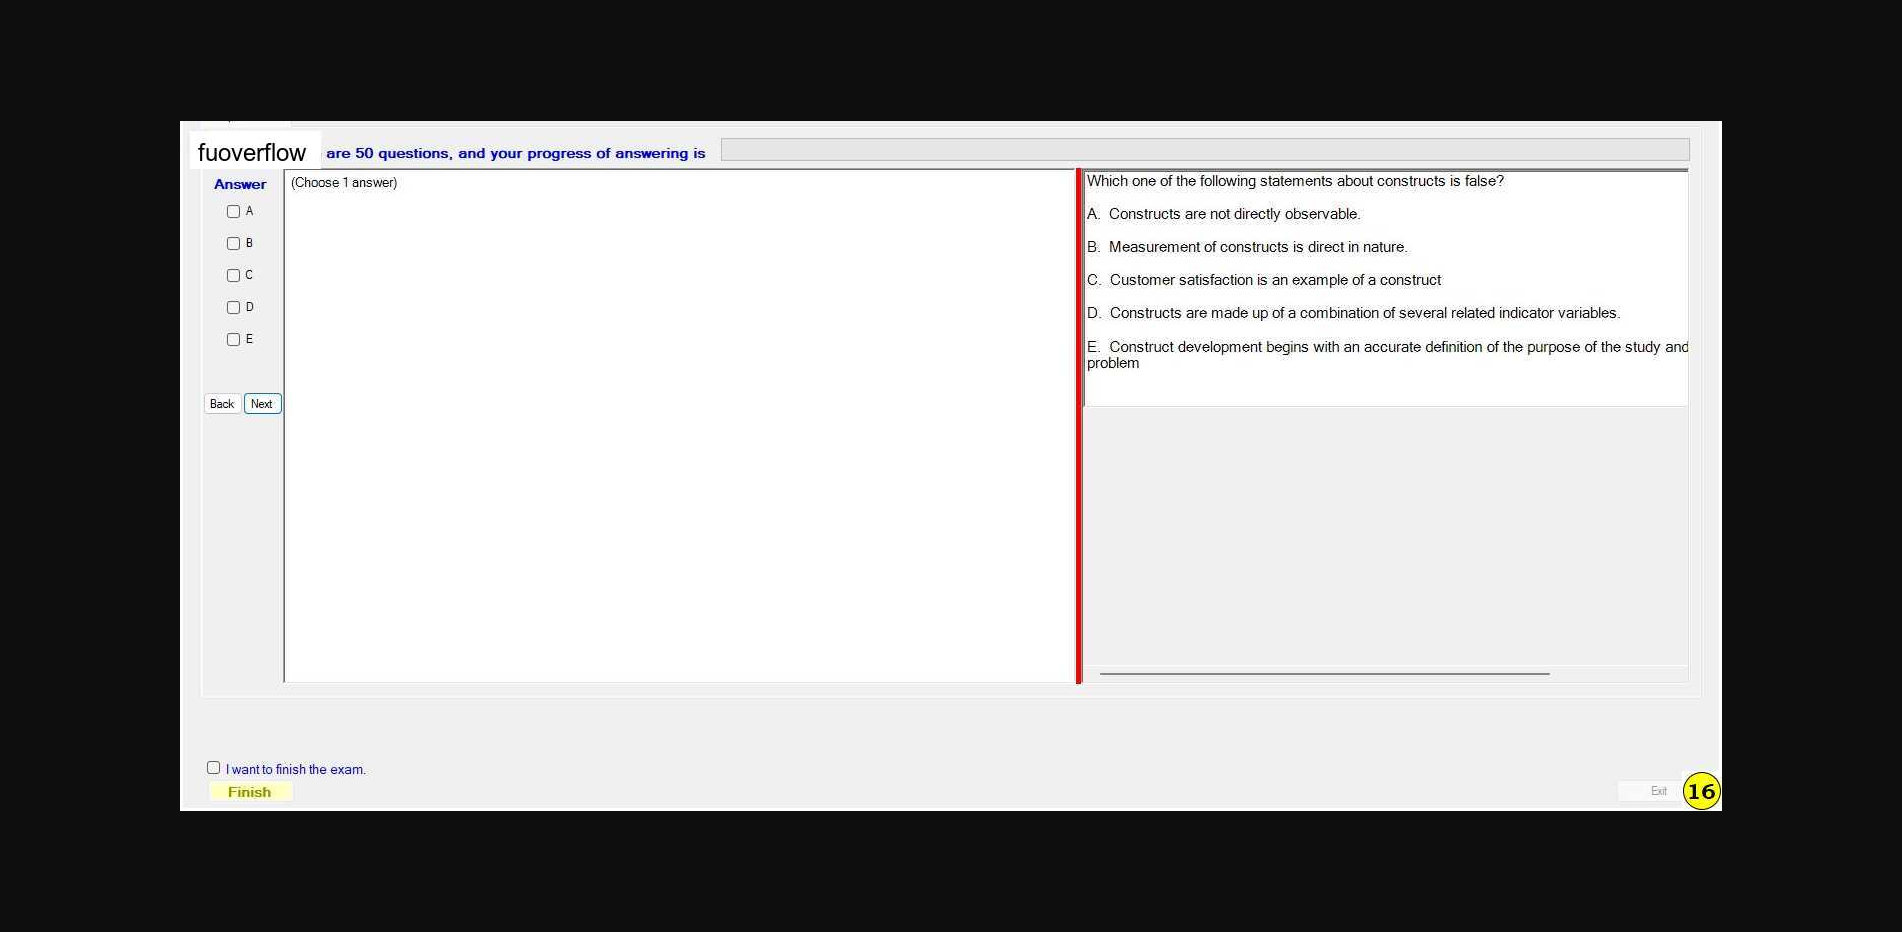 fuoverflow are 50 questions, and your progress of answering is
Answer
A
B
C
D
E
Back Next
(Choose 1 answer)
Which one of the following statements about constructs is false?
A. Constructs are not directly observable.
B. Measurement of constructs is direct in nature.
C. Customer satisfaction is an example of a construct
D. Constructs are made up of a combination of several related indicator variables.
E. Construct development begins with an accurate definition of the purpose of the study and
problem
I want to finish the exam.
Finish
Exit 16